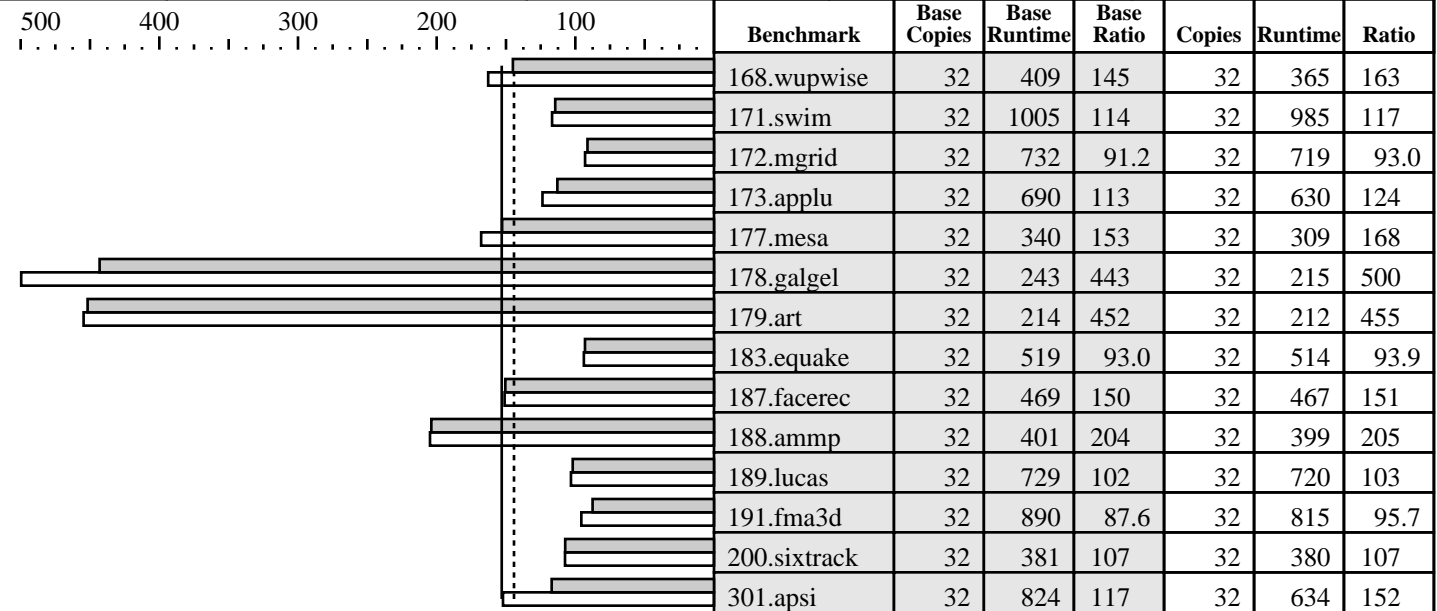 500 400 300 200 100
Benchmark Base Copies Base Runtime Base Ratio Copies Runtime Ratio
168.wupwise 32 409 145 32 365 163
171.swim 32 1005 114 32 985 117
172.mgrid 32 732 91.2 32 719 93.0
173.applu 32 690 113 32 630 124
177.mesa 32 340 153 32 309 168
178.galgel 32 243 443 32 215 500
179.art 32 214 452 32 212 455
183.equake 32 519 93.0 32 514 93.9
187.facerec 32 469 150 32 467 151
188.ammp 32 401 204 32 399 205
189.lucas 32 729 102 32 720 103
191.fma3d 32 890 87.6 32 815 95.7
200.sixtrack 32 381 107 32 380 107
301.apsi 32 824 117 32 634 152